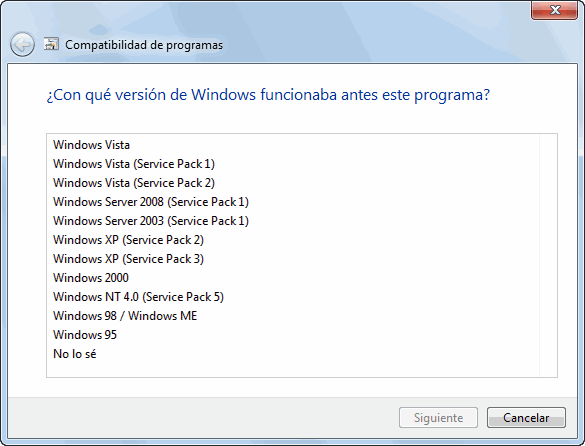 Compatibilidad de programas
¿Con qué versión de Windows funcionaba antes este programa?
Windows Vista
Windows Vista (Service Pack 1)
Windows Vista (Service Pack 2)
Windows Server 2008 (Service Pack 1)
Windows Server 2003 (Service Pack 1)
Windows XP (Service Pack 2)
Windows XP (Service Pack 3)
Windows 2000
Windows NT 4.0 (Service Pack 5)
Windows 98 / Windows ME
Windows 95
No lo sé
Siguiente Cancelar